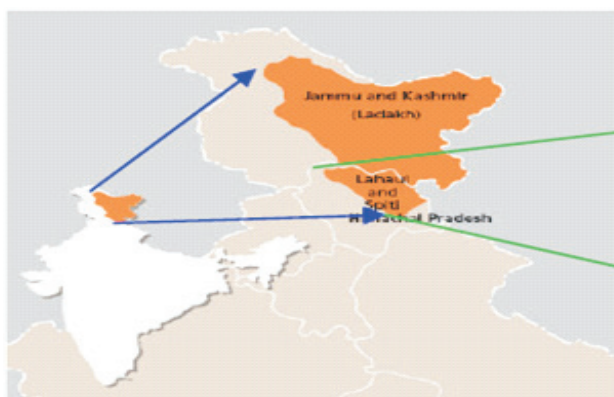 Jammu and Kashmir
(Ladakh)
Lahaul
and
Spiti
Himachal Pradesh